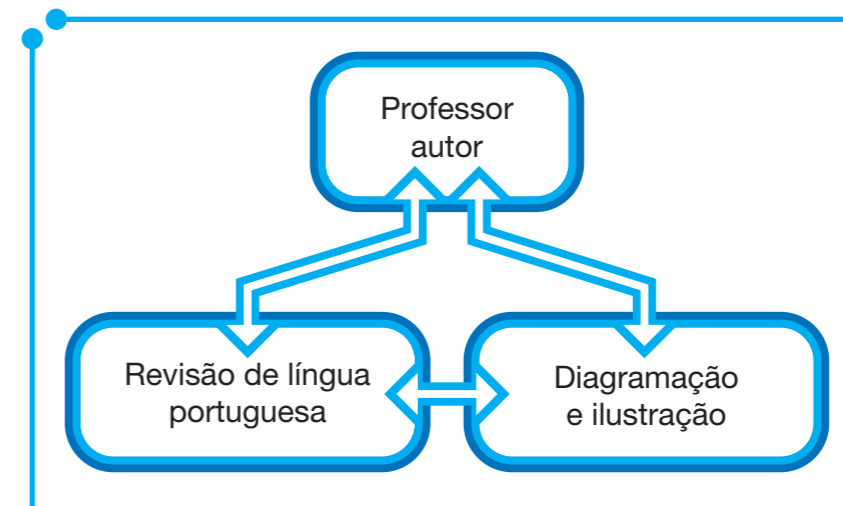 Professor
autor
Revisão de língua
portuguesa
Diagramação
e ilustração